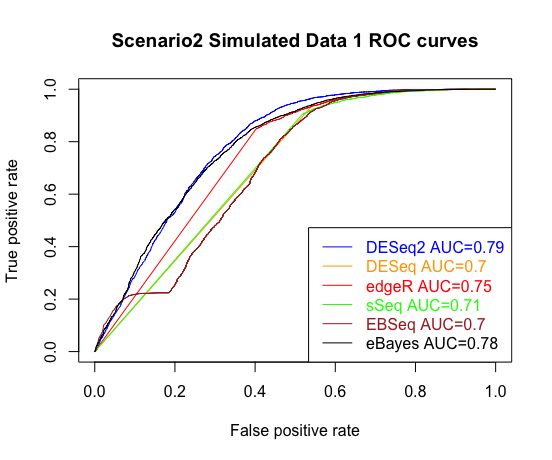 Scenario2 Simulated Data 1 ROC curves
True positive rate
1.0
0.8
0.6
0.4
0.2
0.0
DESeq2 AUC=0.79
DESeq AUC=0.7
edgeR AUC=0.75
sSeq AUC=0.71
EBSeq AUC=0.7
eBayes AUC=0.78
0.0 0.2 0.4 0.6 0.8 1.0
False positive rate